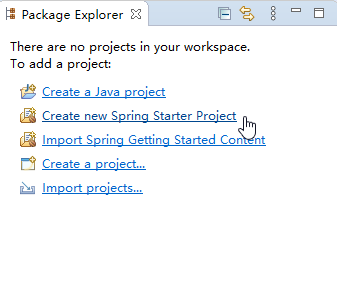 Package Explorer
There are no projects in your workspace.
To add a project:
Create a Java project
Create new Spring Starter Project
Import Spring Getting Started Content
Create a project...
Import projects...